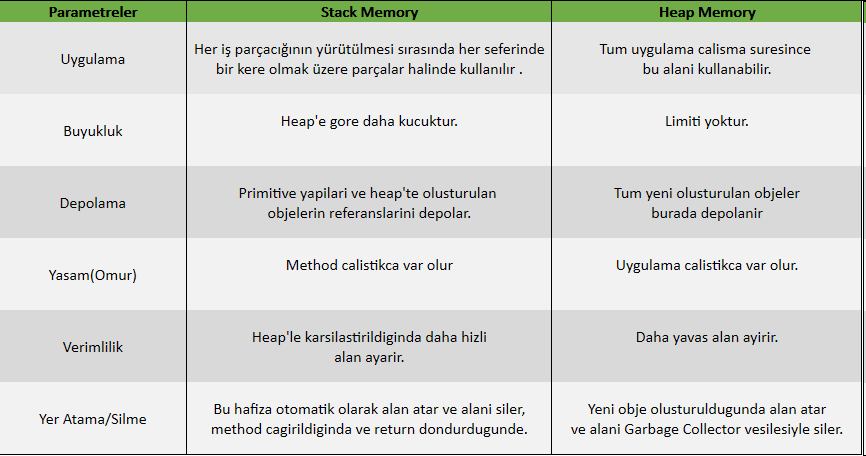 Parametreler
Stack Memory
Heap Memory
Uygulama
Her iş parçacığının yürütülmesi sırasında her seferinde
bir kere olmak üzere parçalar halinde kullanılır .
Tum uygulama calisma suresince
bu alani kullanabilir.
Buyukluk
Heap'e gore daha kucuktur.
Limiti yoktur.
Depolama
Primitive yapilari ve heap'te olusturulan
objelerin referanslarini depolar.
Tum yeni olusturulan objeler
burada depolanir
Yasam(Omur)
Method calistikca var olur
Uygulama calistikca var olur.
Verimlilik
Heap'le karsilastirildiginda daha hizli
alan ayarir.
Daha yavas alan ayirir.
Yer Atama/Silme
Bu hafiza otomatik olarak alan atar ve alani siler,
method cagirildiginda ve return dondurdugunde.
Yeni obje olusturuldugunda alan atar
ve alani Garbage Collector vesilesiyle siler.